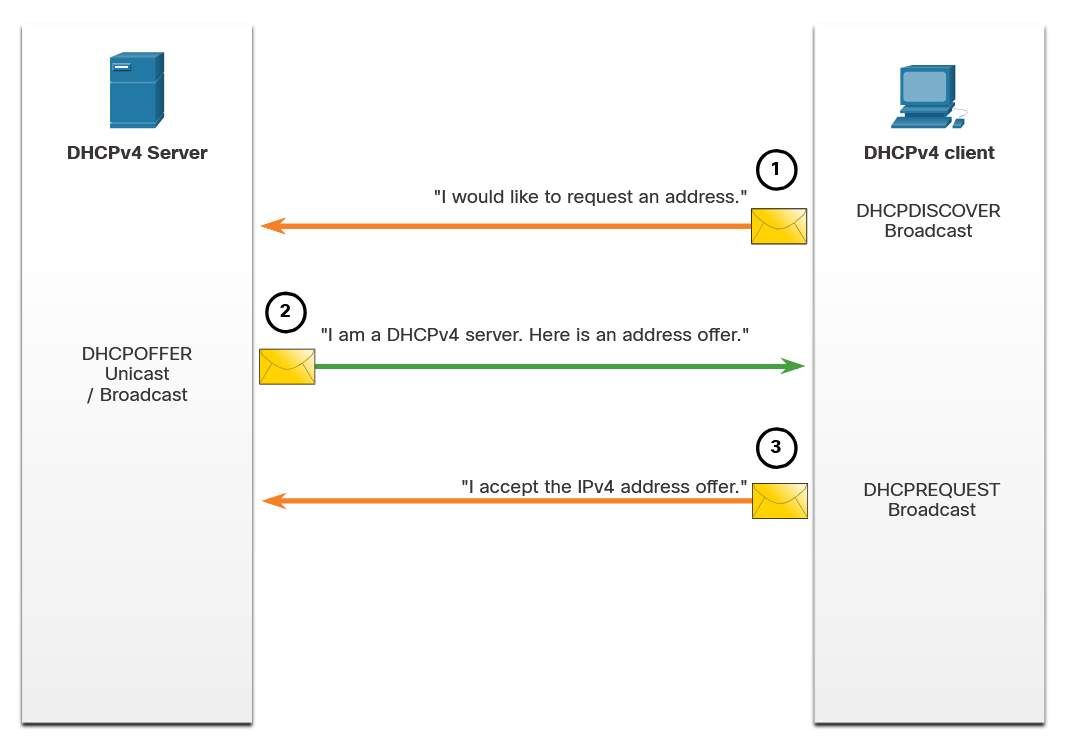 DHCPv4 Server
DHCPv4 client
1
"I would like to request an address."
DHCPDISCOVER
Broadcast
2
"I am a DHCPv4 server. Here is an address offer."
DHCPOFFER
Unicast
/ Broadcast
3
"I accept the IPv4 address offer."
DHCPREQUEST
Broadcast